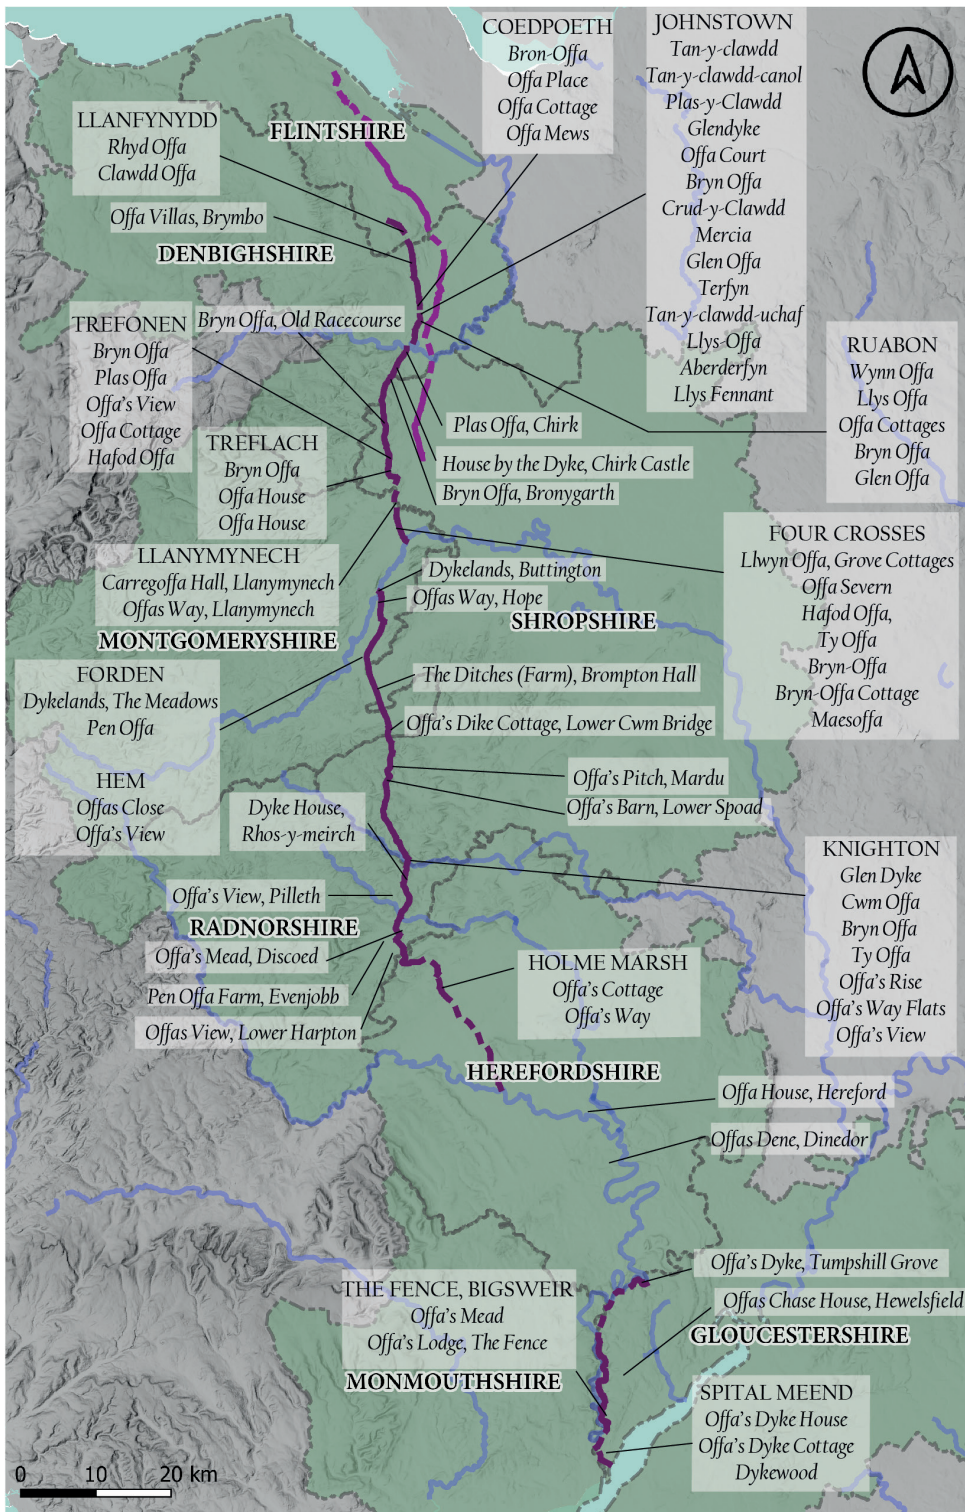 COEDPOETH
Bron-Offa
Offa Place
Offa Cottage
Offa Mews
JOHNSTOWN
Tan-y-clawdd
Tan-y-clawdd-canol
Plas-y-Clawdd
Glendyke
Offa Court
Bryn Offa
Crud-y-Clawdd
Mercia
Glen Offa
Terfyn
Tan-y-clawdd-uchaf
Llys-Offa
Aberderfyn
Llys Fennant
LLANFYNYDD
Rhyd Offa
Clawdd Offa
FLINTSHIRE
Offa Villas, Brymbo
DENBIGHSHIRE
TREFONEN
Bryn Offa
Plas Offa
Offa's View
Offa Cottage
Hafod Offa
Bryn Offa, Old Racecourse
RUABON
Wynn Offa
Llys Offa
Offa Cottages
Bryn Offa
Glen Offa
TREFLACH
Bryn Offa
Offa House
Offa House
Plas Offa, Chirk
House by the Dyke, Chirk Castle
Bryn Offa, Bronygarth
LLANYMYNECH
Carregoffa Hall, Llanymynech
Offas Way, Llanymynech
FOUR CROSSES
Llwyn Offa, Grove Cottages
Offa Severn
Hafod Offa,
Ty Offa
Bryn-Offa
Bryn-Offa Cottage
Maesoffa
Dykelands, Buttington
Offas Way, Hope
SHROPSHIRE
MONTGOMERYSHIRE
FORDEN
Dykelands, The Meadows
Pen Offa
HEM
Offas Close
Offa's View
The Ditches (Farm), Brompton Hall
Offa's Dike Cottage, Lower Cwm Bridge
Offa's Pitch, Mardu
Offa's Barn, Lower Spoad
Dyke House,
Rhos-y-meirch
KNIGHTON
Glen Dyke
Cwm Offa
Bryn Offa
Ty Offa
Offa's Rise
Offa's Way Flats
Offa's View
Offa's View, Pilleth
RADNORSHIRE
Offa's Mead, Discoed
Pen Offa Farm, Evenjobb
Offas View, Lower Harpton
HOLME MARSH
Offa's Cottage
Offa's Way
HEREFORDSHIRE
Offa House, Hereford
Offas Dene, Dinedor
Offa's Dyke, Tumpshill Grove
THE FENCE, BIGSWEIR
Offa's Mead
Offa's Lodge, The Fence
Offas Chase House, Hewelsfield
GLOUCESTERSHIRE
MONMOUTHSHIRE
SPITAL MEEND
Offa's Dyke House
Offa's Dyke Cottage
Dykewood
0 10 20 km